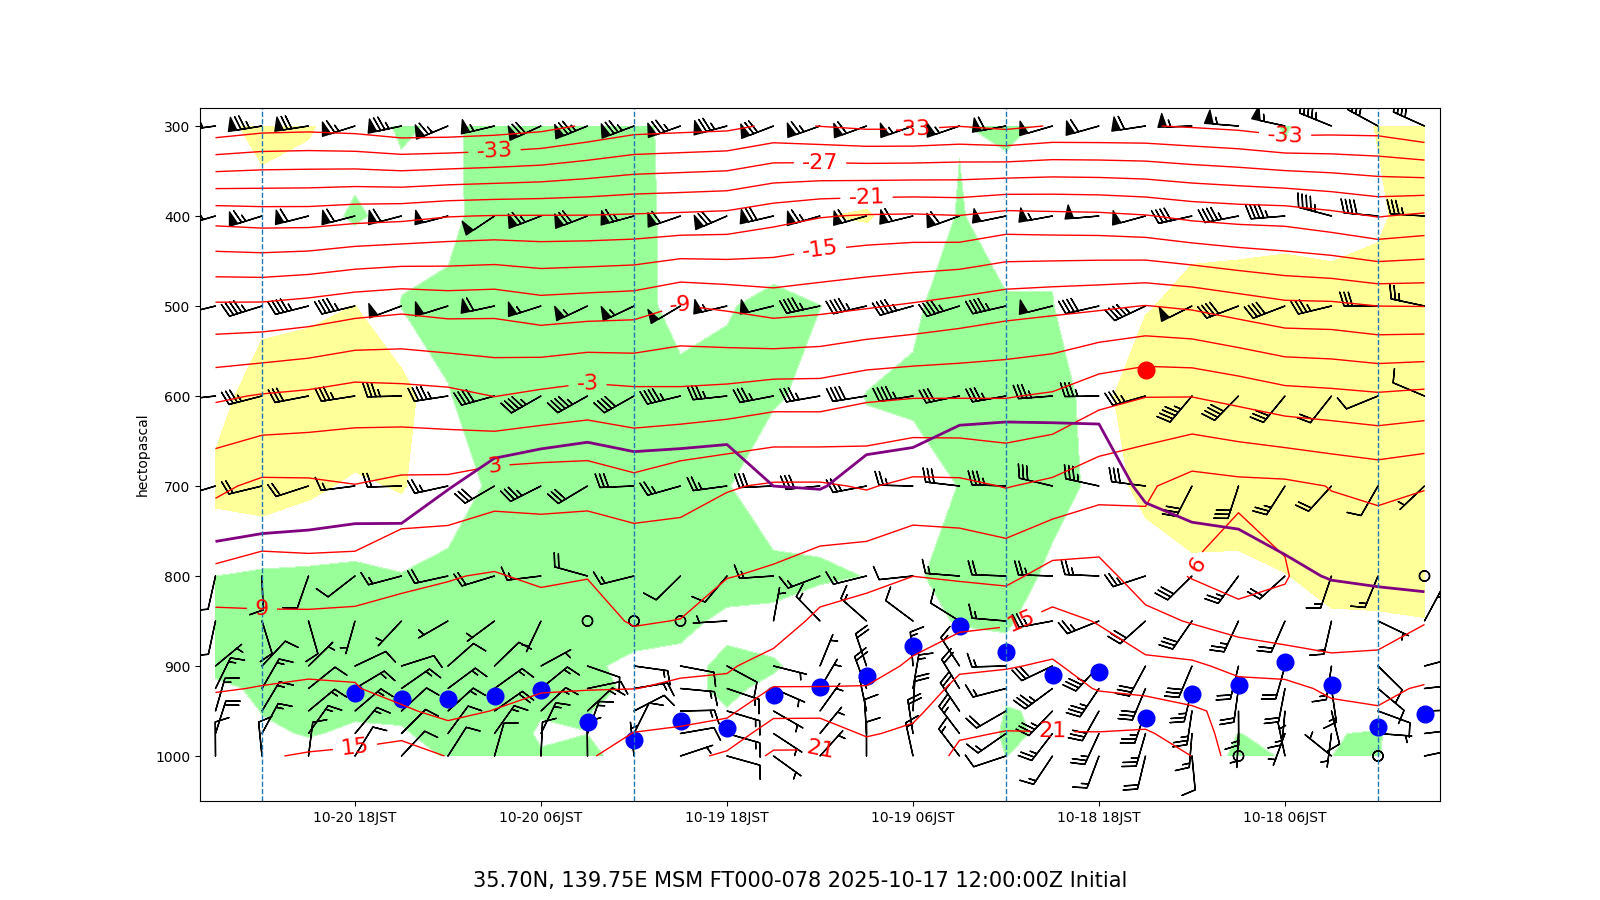 300
400
500
600
700
800
900
1000
hectopascal
-33
-33
-33
-27
-21
-15
-9
-3
3
9
6
15
15
21
21
10-20 18JST
10-20 06JST
10-19 18JST
10-19 06JST
10-18 18JST
10-18 06JST
35.70N, 139.75E MSM FT000-078 2025-10-17 12:00:00Z Initial